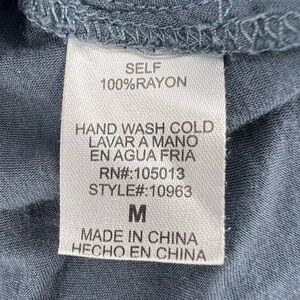 SELF
100%RAYON
HAND WASH COLD
LAVAR A MANO
EN AGUA FRIA
RN#:105013
STYLE#:10963
M
MADE IN CHINA
HECHO EN CHINA